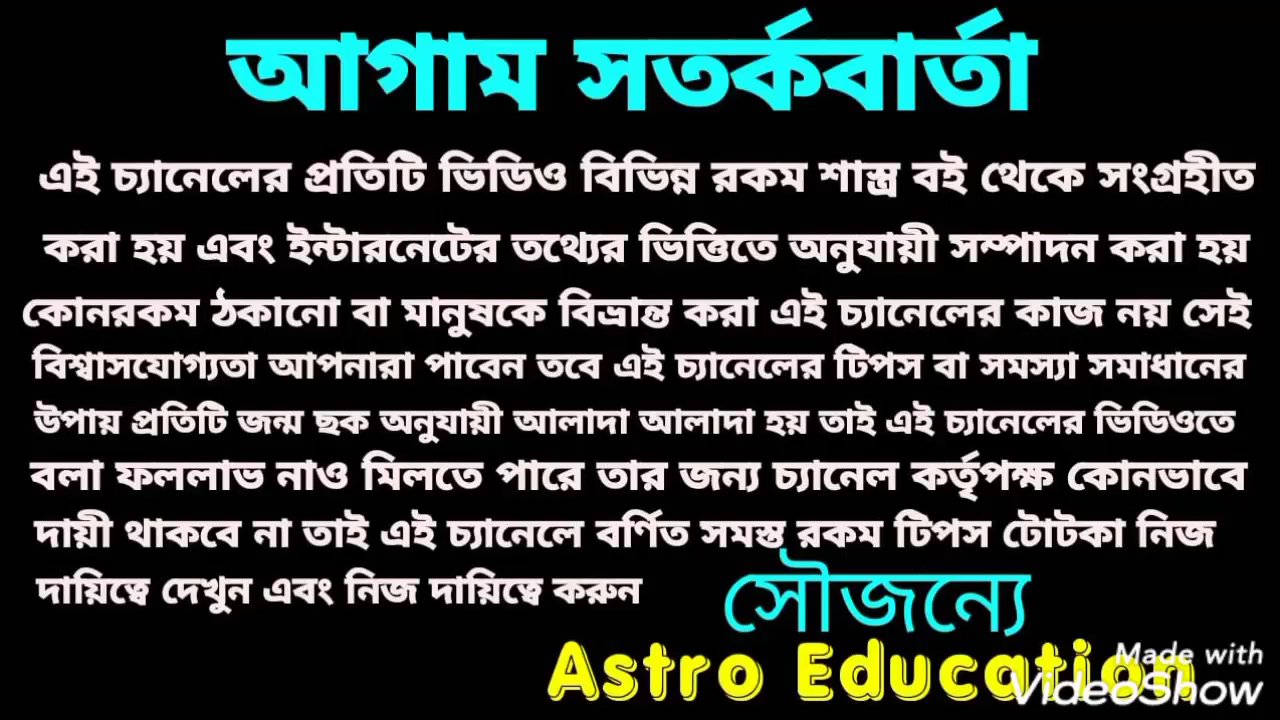 আগাম সতর্কবার্তা
এই চ্যানেলের প্রতিটি ভিডিও বিভিন্ন রকম শাস্ত্র বই থেকে সংগ্রহীত
করা হয় এবং ইন্টারনেটের তথ্যের ভিত্তিতে অনুযায়ী সম্পাদন করা হয়
কোনরকম ঠকানো বা মানুষকে বিভ্রান্ত করা এই চ্যানেলের কাজ নয় সেই
বিশ্বাসযোগ্যতা আপনারা পাবেন তবে এই চ্যানেলের টিপস বা সমস্যা সমাধানের
উপায় প্রতিটি জন্ম ছক অনুযায়ী আলাদা আলাদা হয় তাই এই চ্যানেলের ভিডিওতে
বলা ফললাভ নাও মিলতে পারে তার জন্য চ্যানেল কর্তৃপক্ষ কোনভাবে
দায়ী থাকবে না তাই এই চ্যানেলে বর্ণিত সমস্ত রকম টিপস টোটকা নিজ
দায়িত্বে দেখুন এবং নিজ দায়িত্বে করুন
সৌজন্যে
Astro Education
Made with
VideoShow